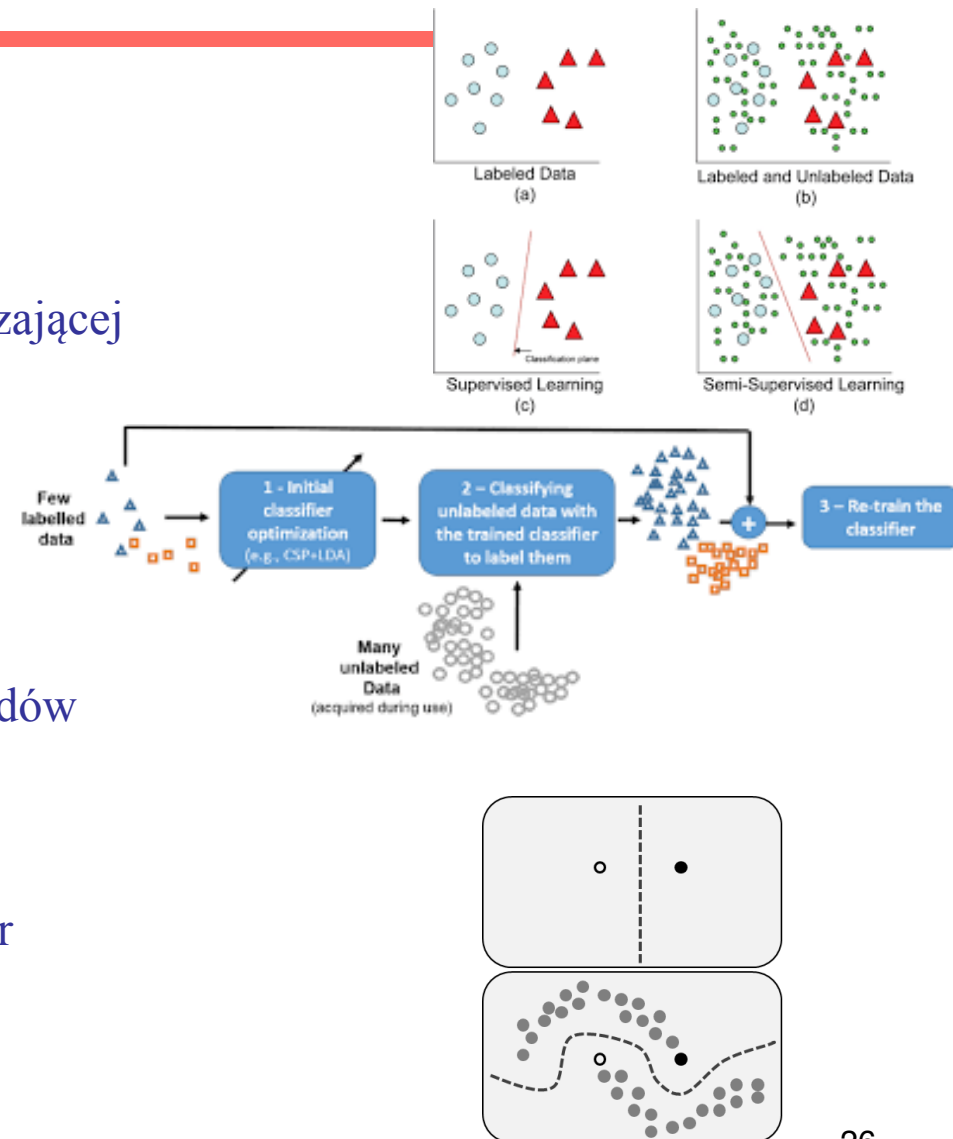 Labeled Data
(a)
Labeled and Unlabeled Data
(b)
zającej
Classification plane
Supervised Learning
(c)
Semi-Supervised Learning
(d)
Few
labelled
data
1 - Initial
classifier
optimization
(e.g., CSP+LDA)
2 – Classifying
unlabeled data with
the trained classifier
to label them
+
3 – Re-train the
classifier
Many
unlabeled
Data
(acquired during use)
dów
r